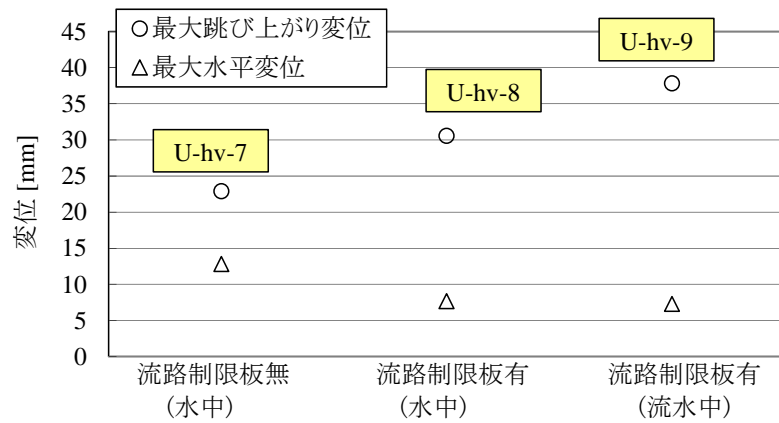 ○最大跳び上がり変位
△最大水平変位
U-hv-9
U-hv-8
U-hv-7
変位 [mm]
45
40
35
30
25
20
15
10
5
0
流路制限板無
（水中）
流路制限板有
（水中）
流路制限板有
（流水中）